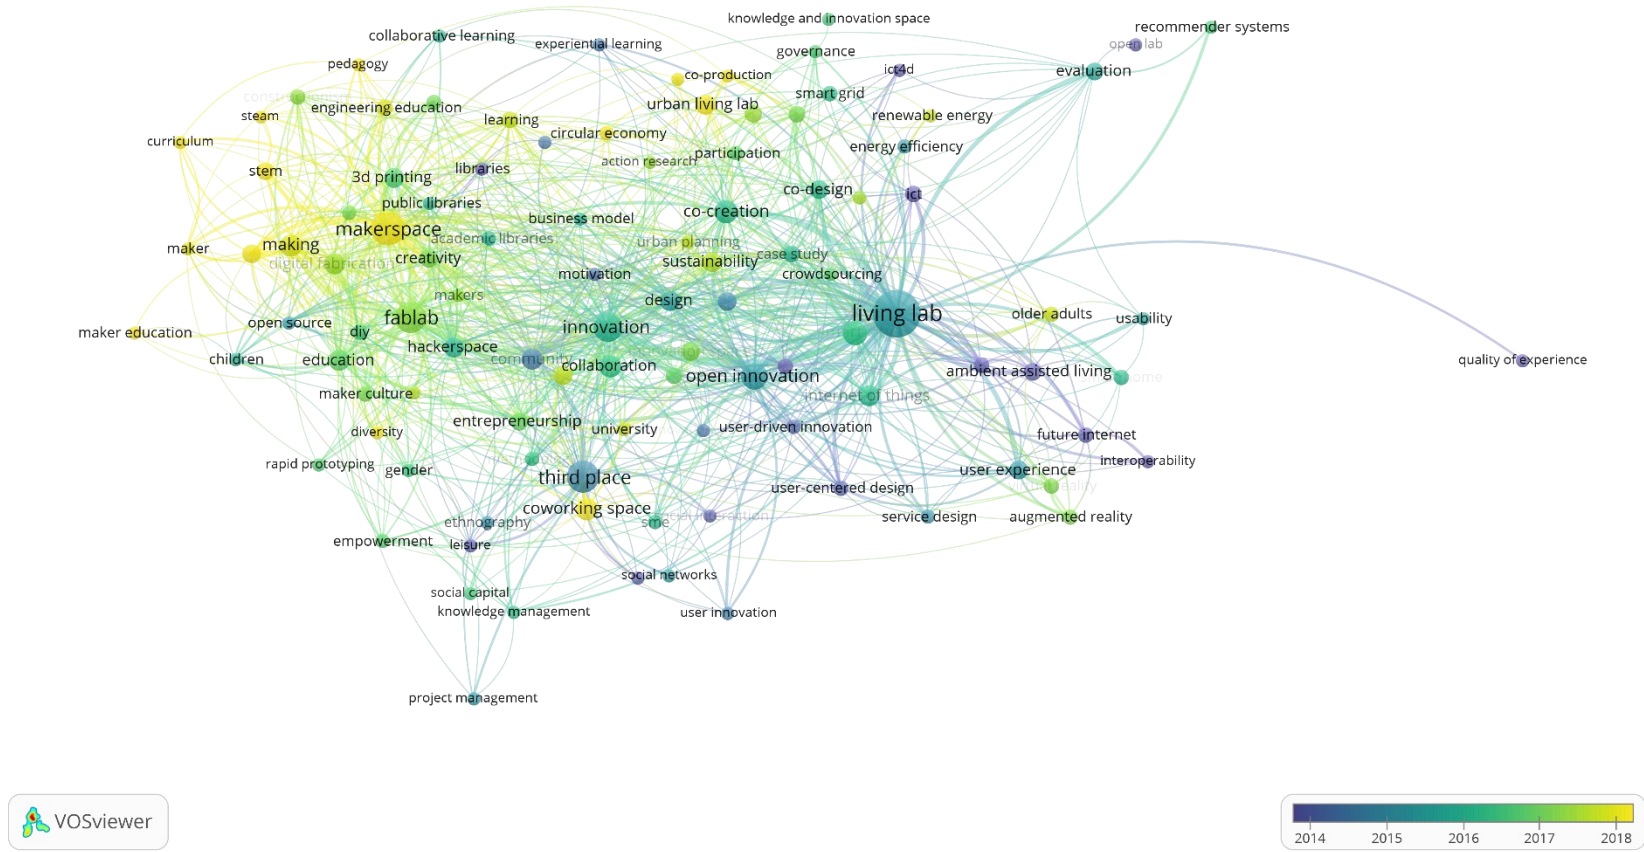 knowledge and innovation space
recommender systems
collaborative learning
experiential learning
open lab
governance
pedagogy
ict4d
evaluation
co-production
constructionism
engineering education
urban living lab
smart grid
steam
learning
renewable energy
curriculum
circular economy
energy efficiency
action research
participation
stem
3d printing
libraries
co-design
ict
public libraries
business model
co-creation
makerspace
academic libraries
urban planning
maker
making
digital fabrication
creativity
sustainability
case study
motivation
crowdsourcing
makers
design
living lab
older adults
usability
maker education
open source
diy
fablab
innovation
children
education
hackerspace
community
collaboration
open innovation
ambient assisted living
quality of experience
maker culture
internet of things
diversity
entrepreneurship
university
user-driven innovation
future internet
rapid prototyping
gender
third place
user experience
interoperability
user-centered design
coworking space
ethnography
sme
social interaction
service design
augmented reality
empowerment
leisure
social networks
social capital
knowledge management
user innovation
project management
VOSviewer
2014 2015 2016 2017 2018